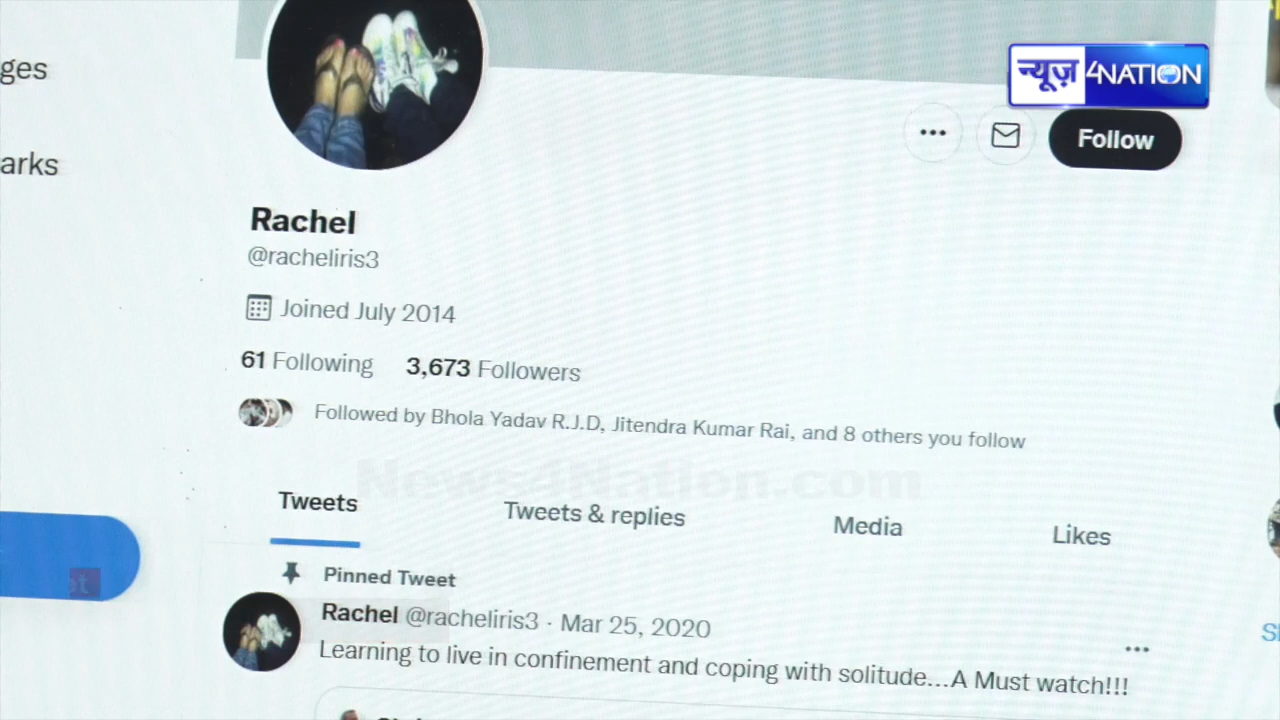 न्यूज़ 4NATION
ges
arks
Follow
Rachel
@racheliris3
Joined July 2014
61 Following 3,673 Followers
Followed by Bhola Yadav R.J.D, Jitendra Kumar Rai, and 8 others you follow
News4Nation.com
Tweets Tweets & replies Media Likes
Pinned Tweet
Rachel @racheliris3 · Mar 25, 2020
Learning to live in confinement and coping with solitude...A Must watch!!!